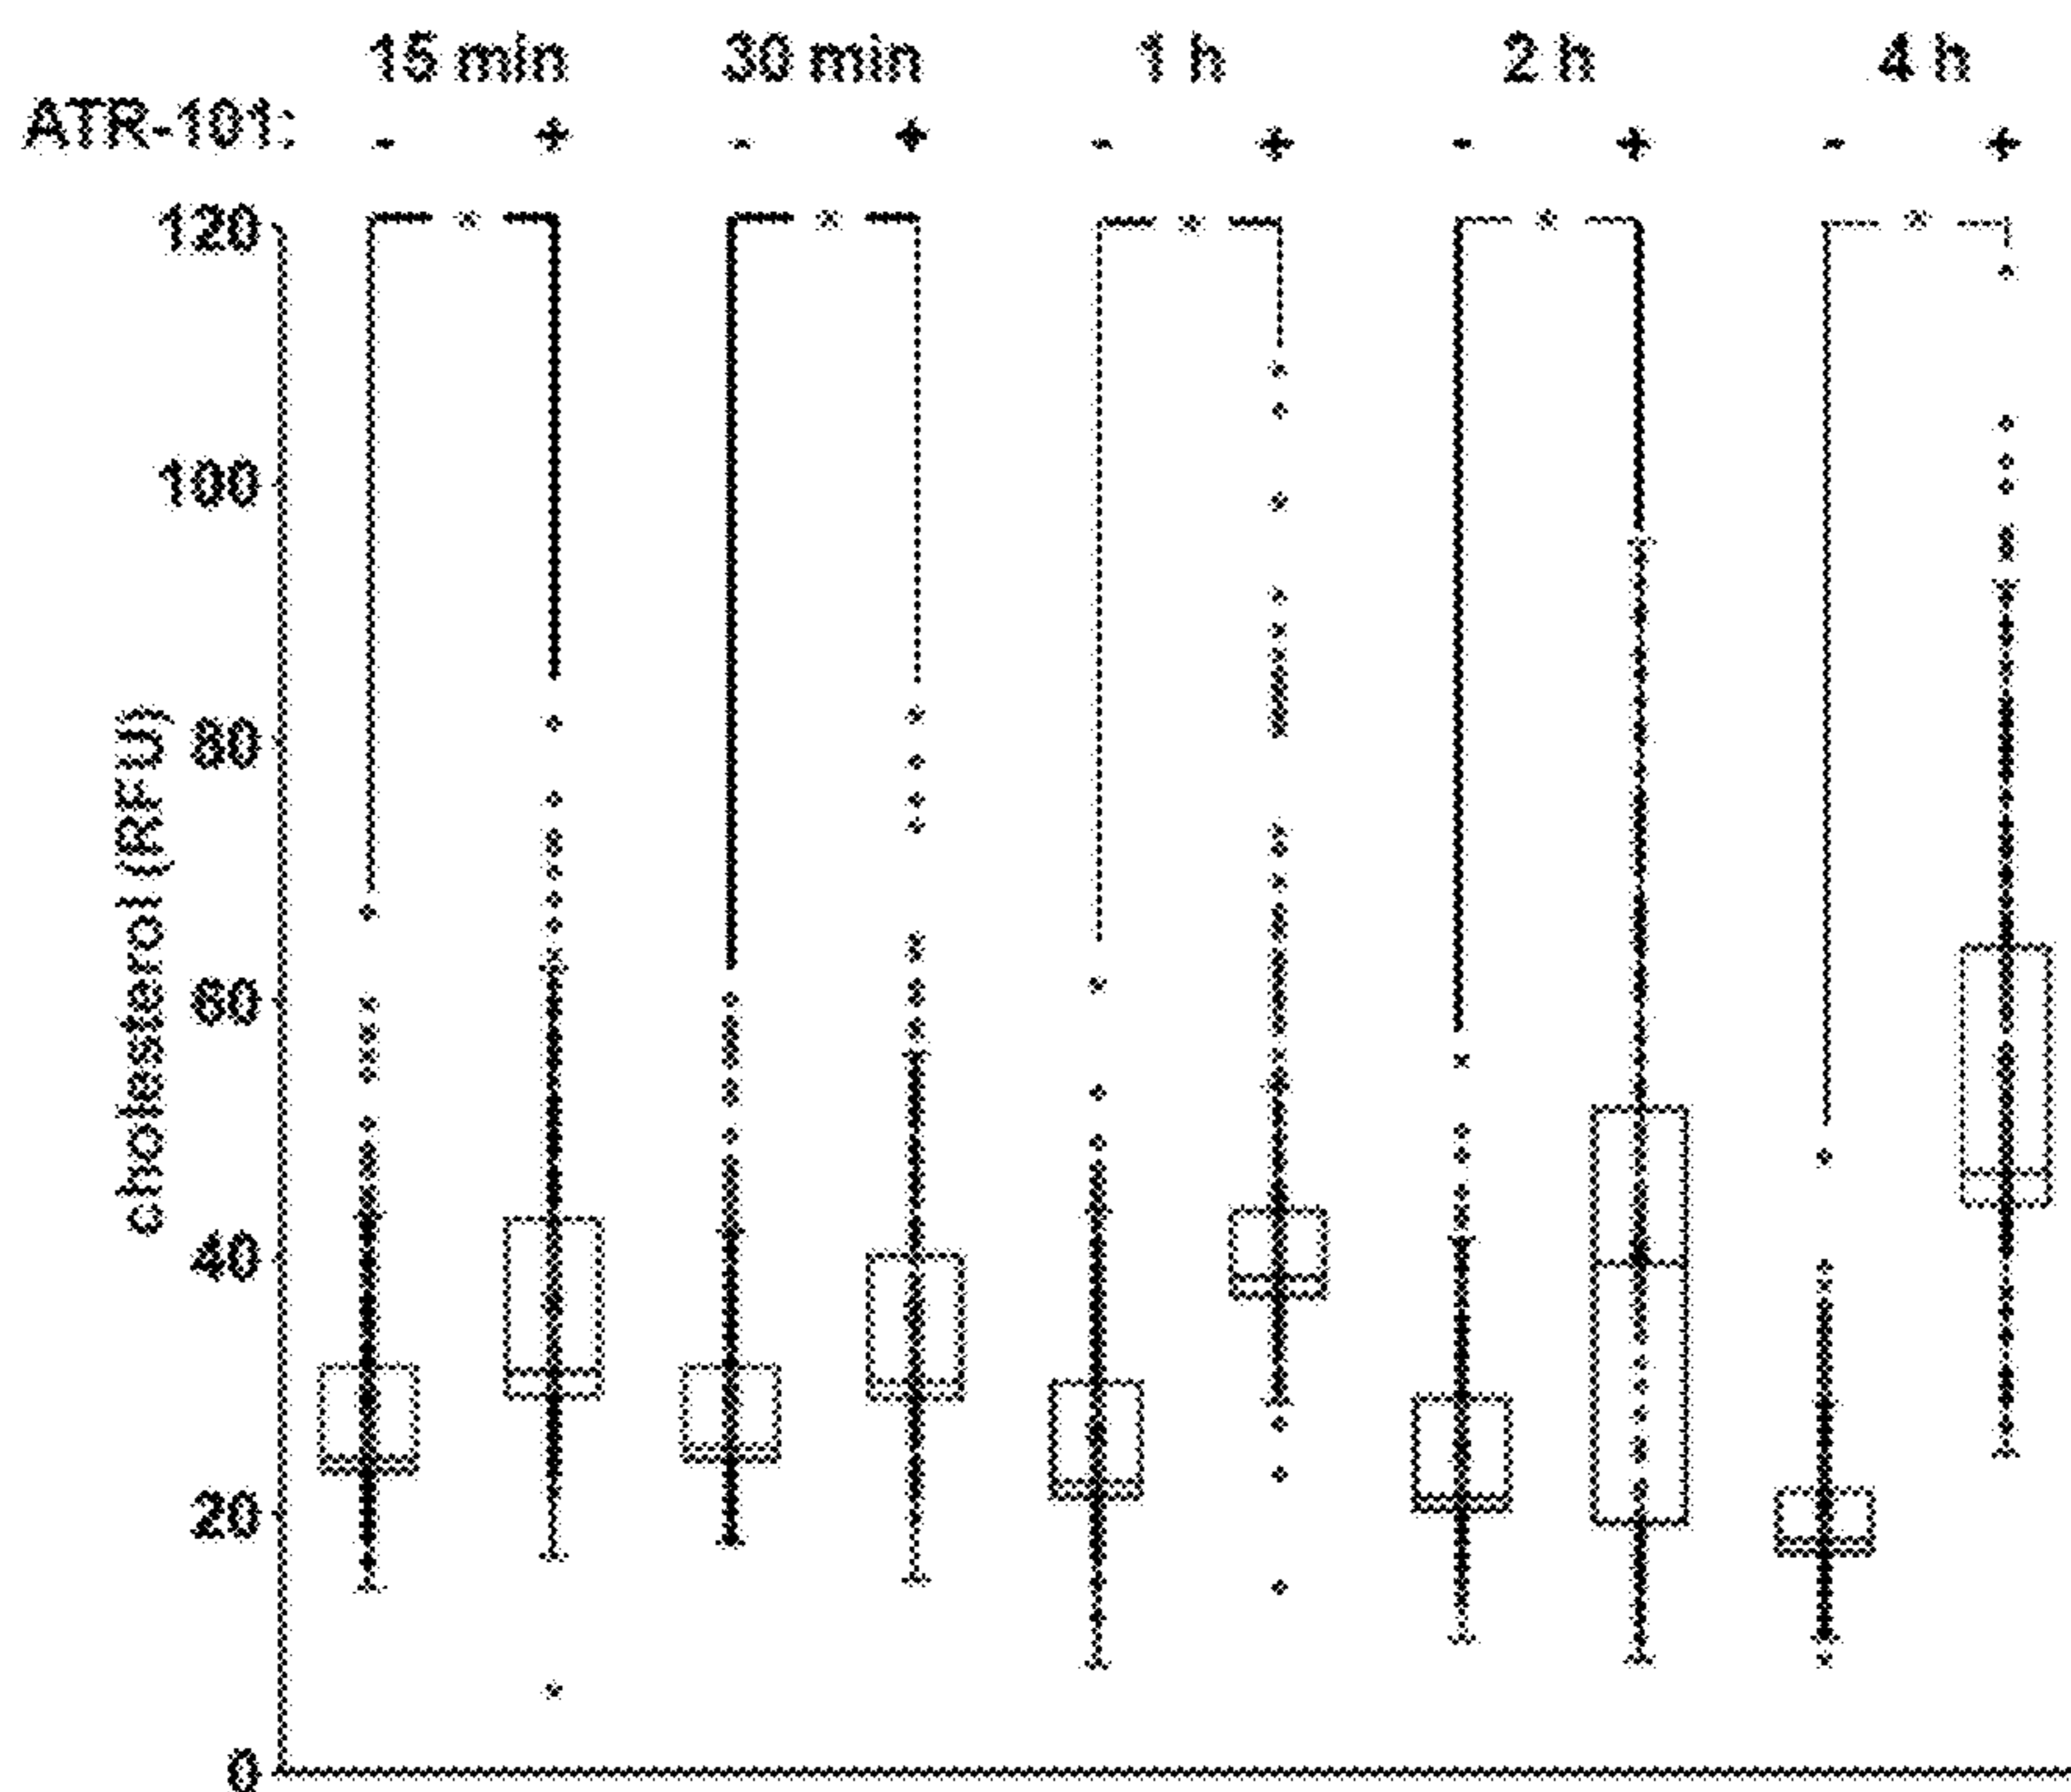 15 min 30 min 1 h 2 h 4 h
ATR-101: - + - + - + - + - +
* * * * *
120
100
80
60
40
20
0
cholesterol (RFU)